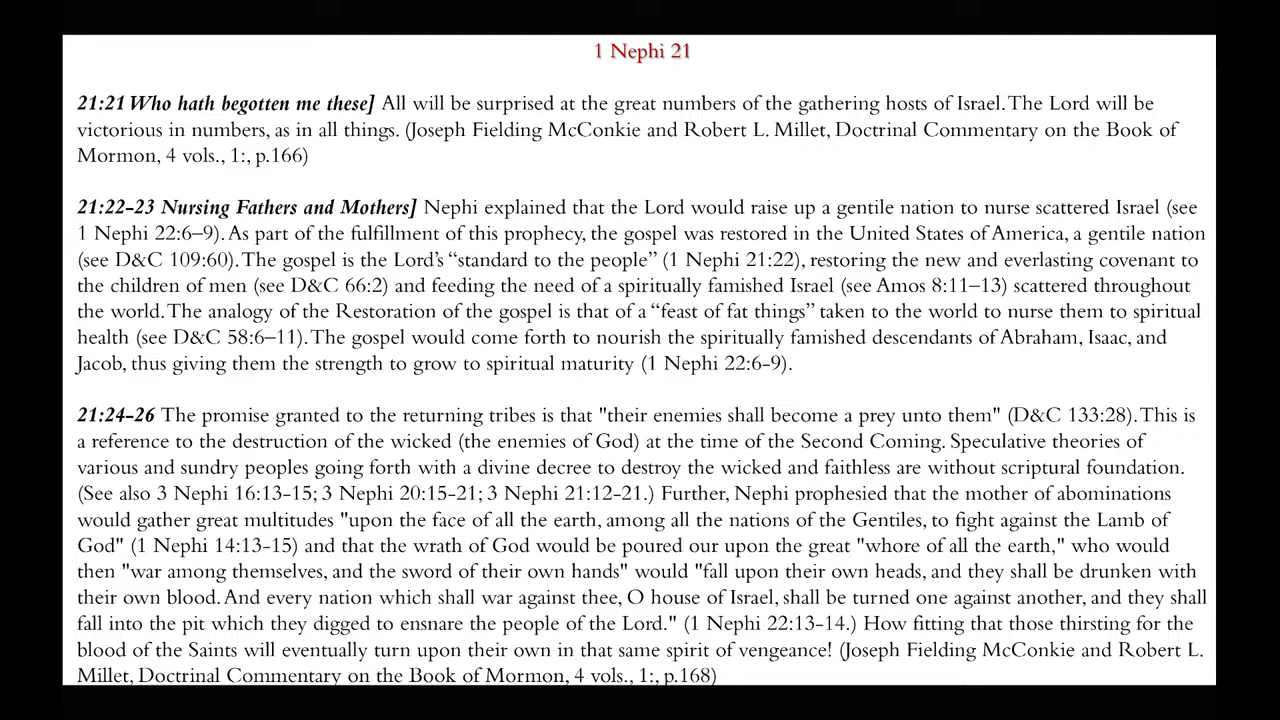 1 Nephi 21
21:21 Who hath begotten me these] All will be surprised at the great numbers of the gathering hosts of Israel. The Lord will be
victorious in numbers, as in all things. (Joseph Fielding McConkie and Robert L. Millet, Doctrinal Commentary on the Book of
Mormon, 4 vols., 1:, p.166)
21:22-23 Nursing Fathers and Mothers] Nephi explained that the Lord would raise up a gentile nation to nurse scattered Israel (see
1 Nephi 22:6–9). As part of the fulfillment of this prophecy, the gospel was restored in the United States of America, a gentile nation
(see D&C 109:60). The gospel is the Lord’s “standard to the people” (1 Nephi 21:22), restoring the new and everlasting covenant to
the children of men (see D&C 66:2) and feeding the need of a spiritually famished Israel (see Amos 8:11–13) scattered throughout
the world. The analogy of the Restoration of the gospel is that of a “feast of fat things” taken to the world to nurse them to spiritual
health (see D&C 58:6–11). The gospel would come forth to nourish the spiritually famished descendants of Abraham, Isaac, and
Jacob, thus giving them the strength to grow to spiritual maturity (1 Nephi 22:6-9).
21:24-26 The promise granted to the returning tribes is that "their enemies shall become a prey unto them" (D&C 133:28). This is
a reference to the destruction of the wicked (the enemies of God) at the time of the Second Coming. Speculative theories of
various and sundry peoples going forth with a divine decree to destroy the wicked and faithless are without scriptural foundation.
(See also 3 Nephi 16:13-15; 3 Nephi 20:15-21; 3 Nephi 21:12-21.) Further, Nephi prophesied that the mother of abominations
would gather great multitudes "upon the face of all the earth, among all the nations of the Gentiles, to fight against the Lamb of
God" (1 Nephi 14:13-15) and that the wrath of God would be poured our upon the great "whore of all the earth," who would
then "war among themselves, and the sword of their own hands" would "fall upon their own heads, and they shall be drunken with
their own blood. And every nation which shall war against thee, O house of Israel, shall be turned one against another, and they shall
fall into the pit which they digged to ensnare the people of the Lord." (1 Nephi 22:13-14.) How fitting that those thirsting for the
blood of the Saints will eventually turn upon their own in that same spirit of vengeance! (Joseph Fielding McConkie and Robert L.
Millet, Doctrinal Commentary on the Book of Mormon, 4 vols., 1:, p.168)